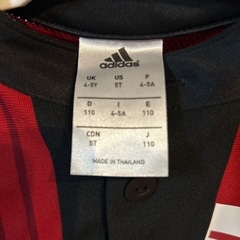 adidas
UK US F
4-5Y 5T 4-5A
D I E
110 4-5A 110
CDN J
5T 110
MADE IN THAILAND